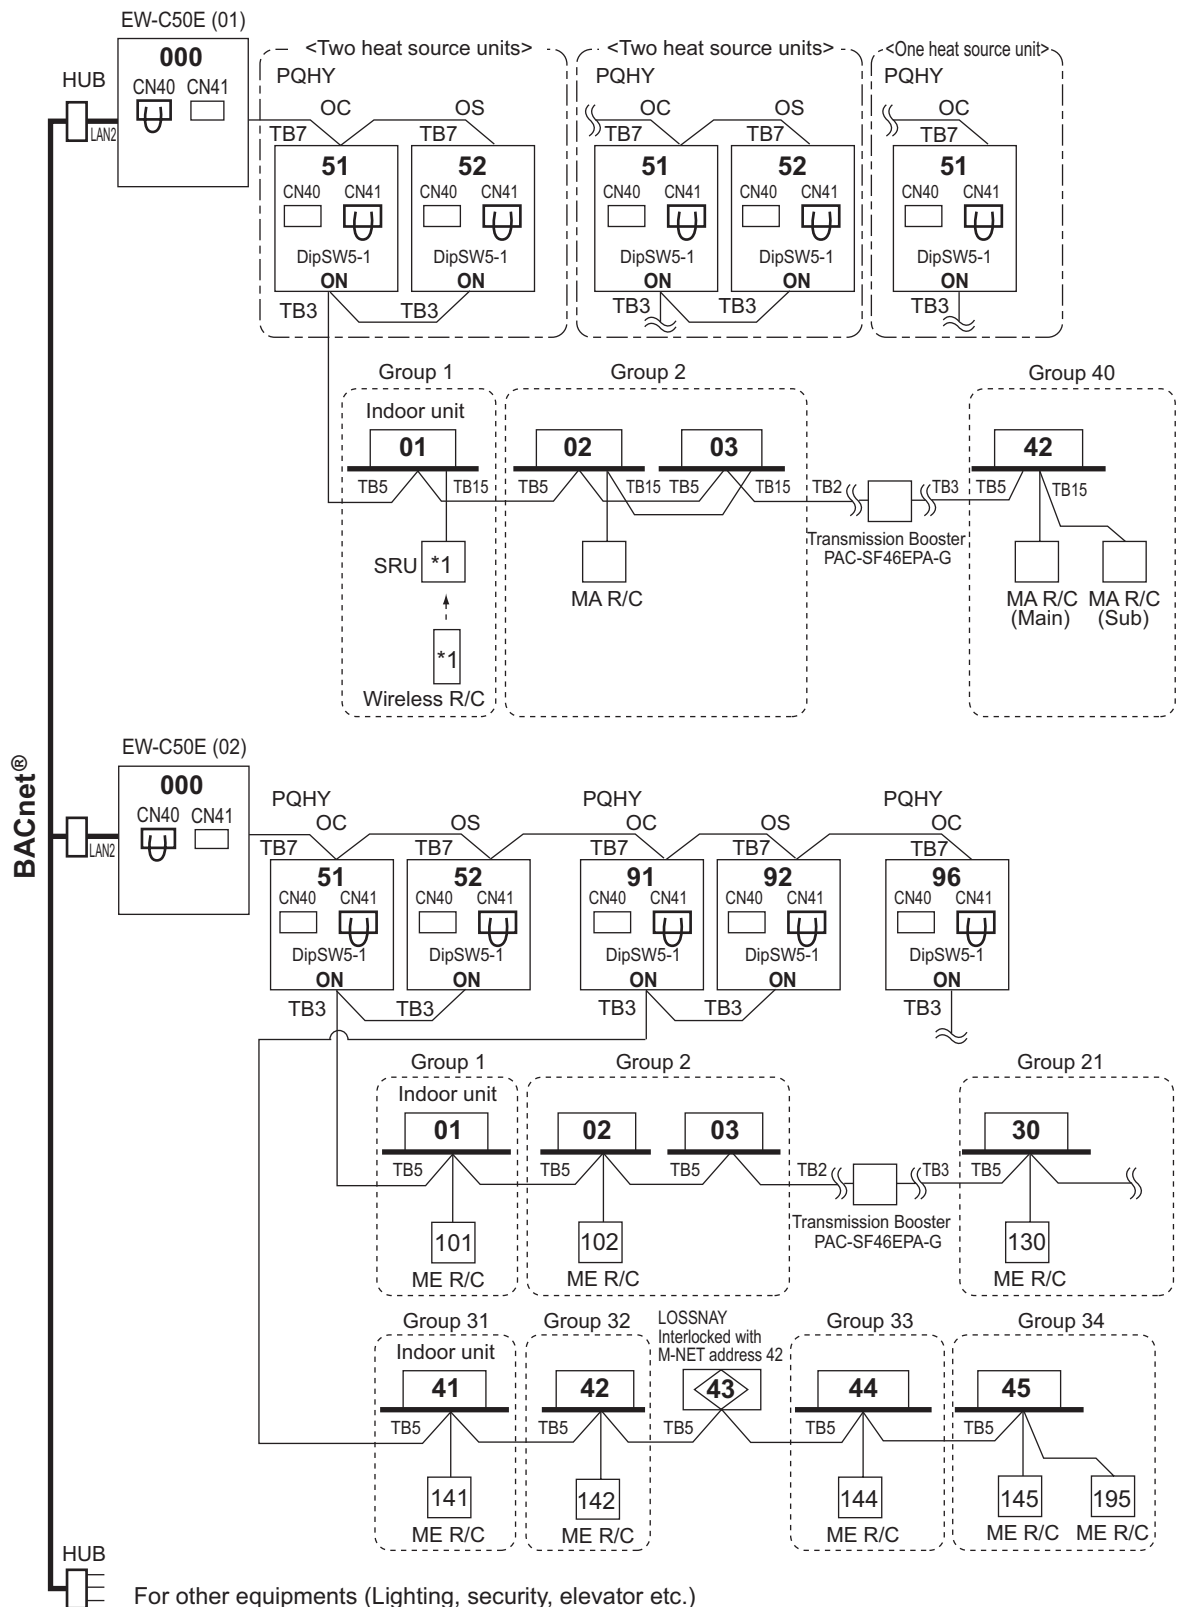 EW-C50E (01)
000
CN40 CN41
HUB
LAN2
<Two heat source units> <Two heat source units> <One heat source unit>
PQHY PQHY PQHY
OC OS OC OS OC
TB7 TB7 TB7 TB7 TB7
51 52 51 52 51
CN40 CN41 CN40 CN41 CN40 CN41 CN40 CN41 CN40 CN41
DipSW5-1 DipSW5-1 DipSW5-1 DipSW5-1 DipSW5-1
ON ON ON ON ON
TB3 TB3 TB3 TB3 TB3
Group 1 Group 2 Group 40
Indoor unit
01 02 03 42
TB5 TB15 TB5 TB15 TB5 TB15 TB2 TB3 TB5 TB15
Transmission Booster
PAC-SF46EPA-G
SRU *1
MA R/C MA R/C MA R/C
(Main) (Sub)
*1
Wireless R/C
BACnet®
EW-C50E (02)
000
CN40 CN41
LAN2
PQHY PQHY PQHY
OC OS OC OS OC
TB7 TB7 TB7 TB7 TB7
51 52 91 92 96
CN40 CN41 CN40 CN41 CN40 CN41 CN40 CN41 CN40 CN41
DipSW5-1 DipSW5-1 DipSW5-1 DipSW5-1 DipSW5-1
ON ON ON ON ON
TB3 TB3 TB3 TB3 TB3
Group 1 Group 2 Group 21
Indoor unit
01 02 03 30
TB5 TB5 TB5 TB2 TB3 TB5
Transmission Booster
PAC-SF46EPA-G
101 102 130
ME R/C ME R/C ME R/C
Group 31 Group 32 LOSSNAY Group 33 Group 34
Indoor unit Interlocked with
M-NET address 42
41 42 43 44 45
TB5 TB5 TB5 TB5 TB5
141 142 144 145 195
ME R/C ME R/C ME R/C ME R/C ME R/C
HUB
For other equipments (Lighting, security, elevator etc.)